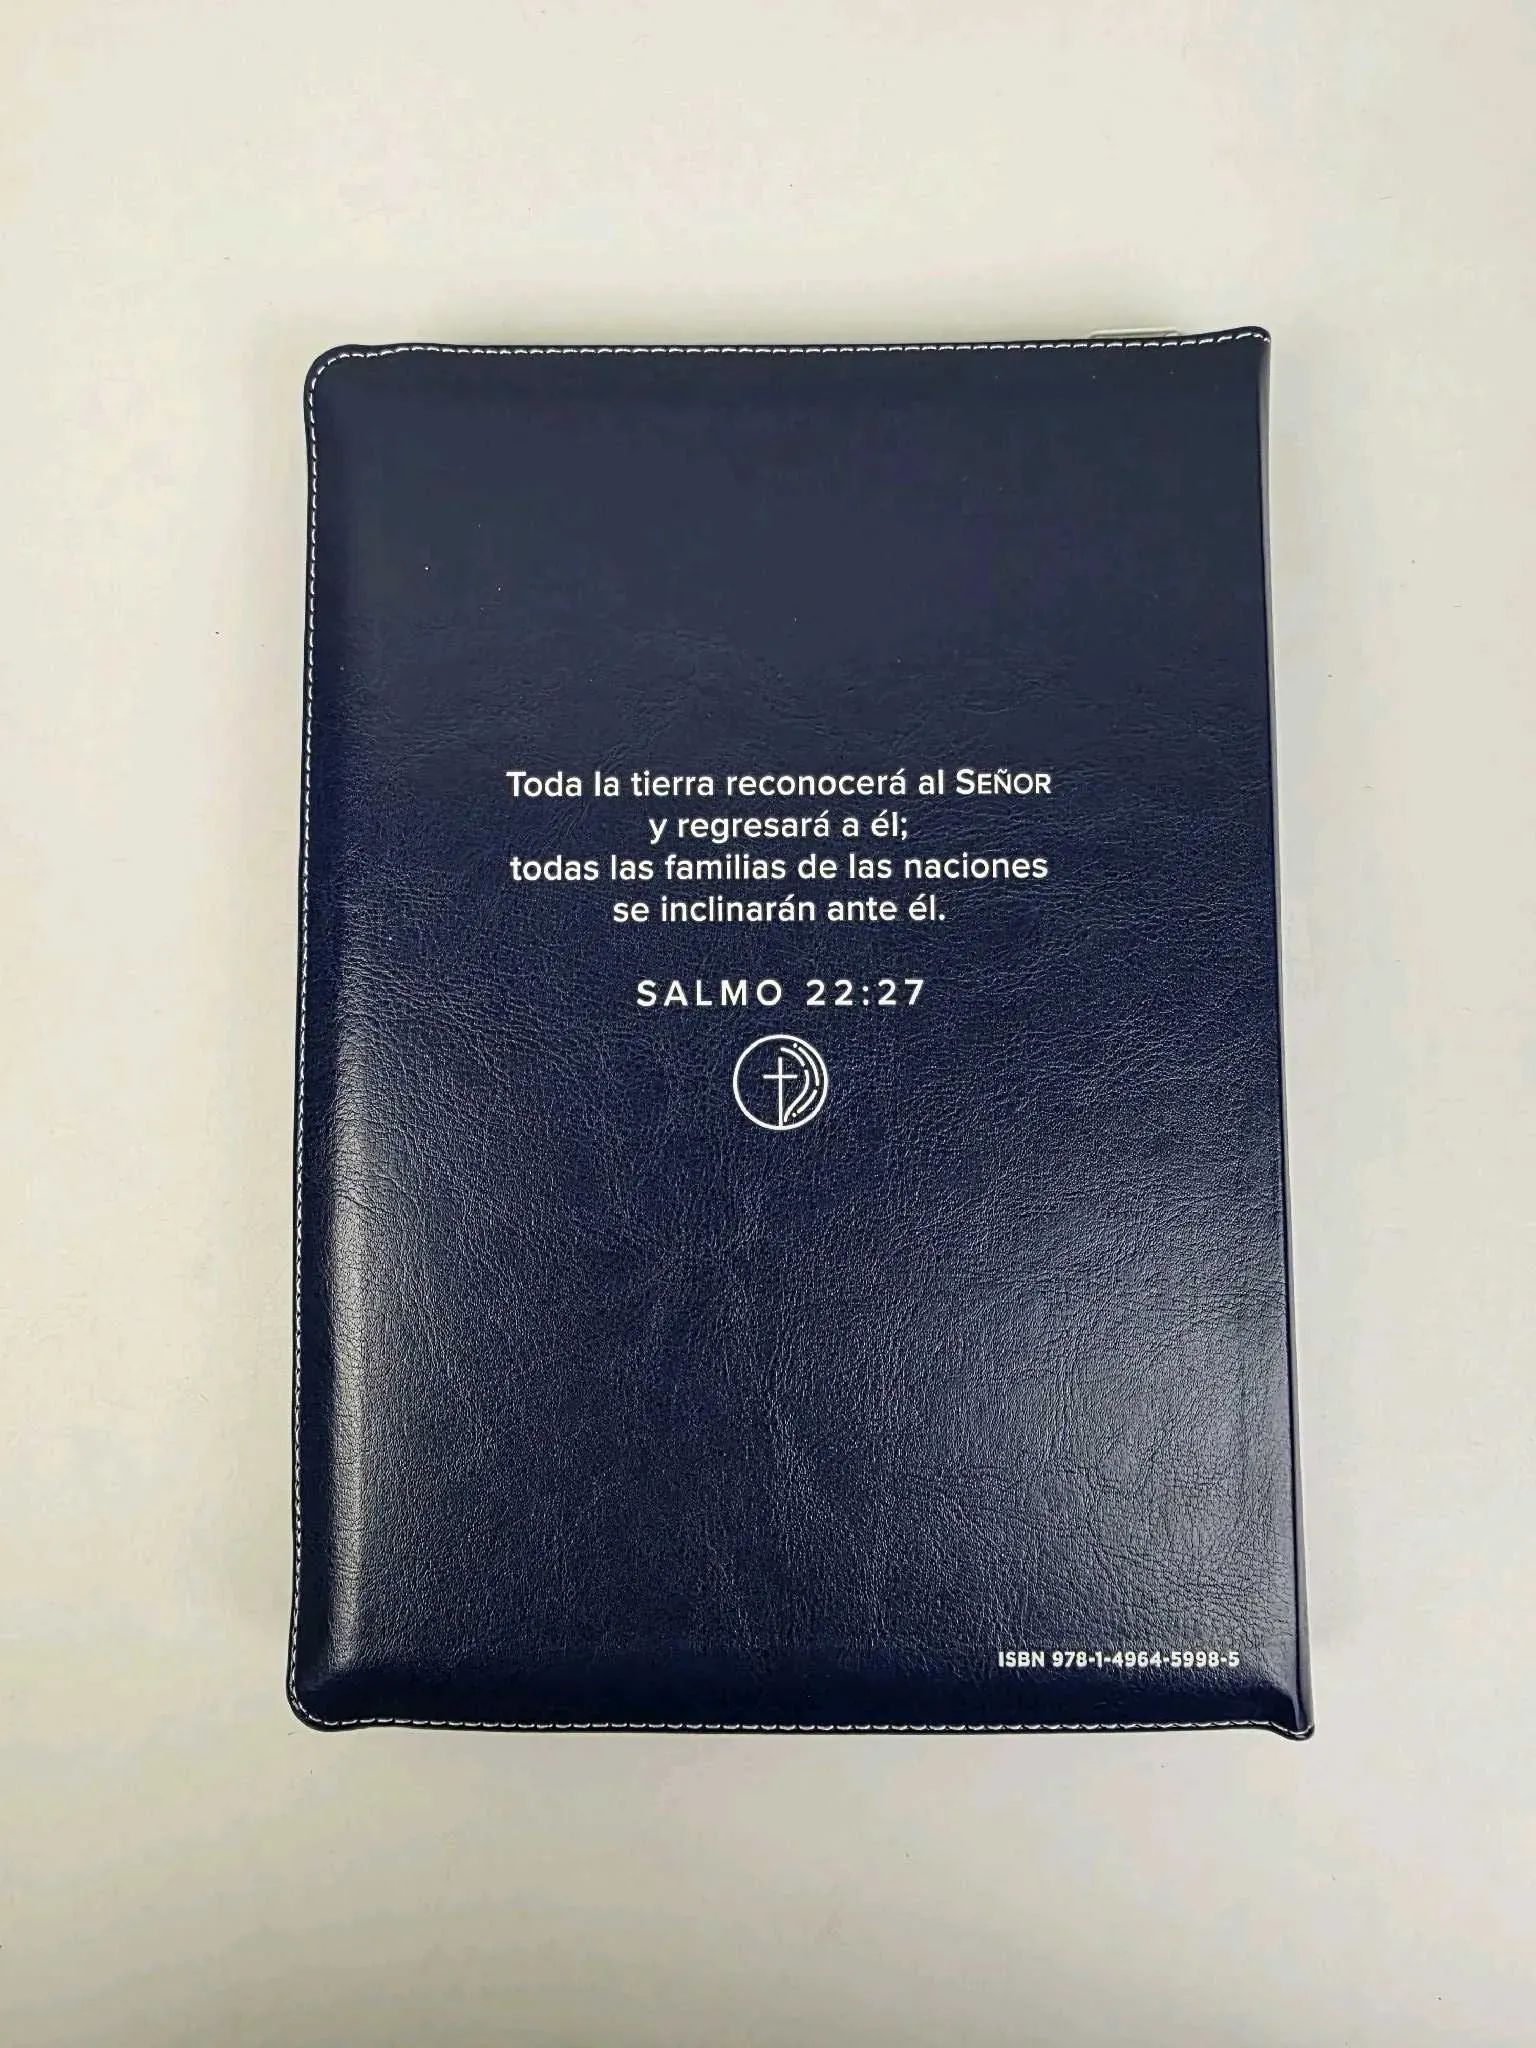 Toda la tierra reconocerá al SEÑOR
y regresará a él;
todas las familias de las naciones
se inclinarán ante él.
SALMO 22:27
ISBN 978-1-4964-5998-5